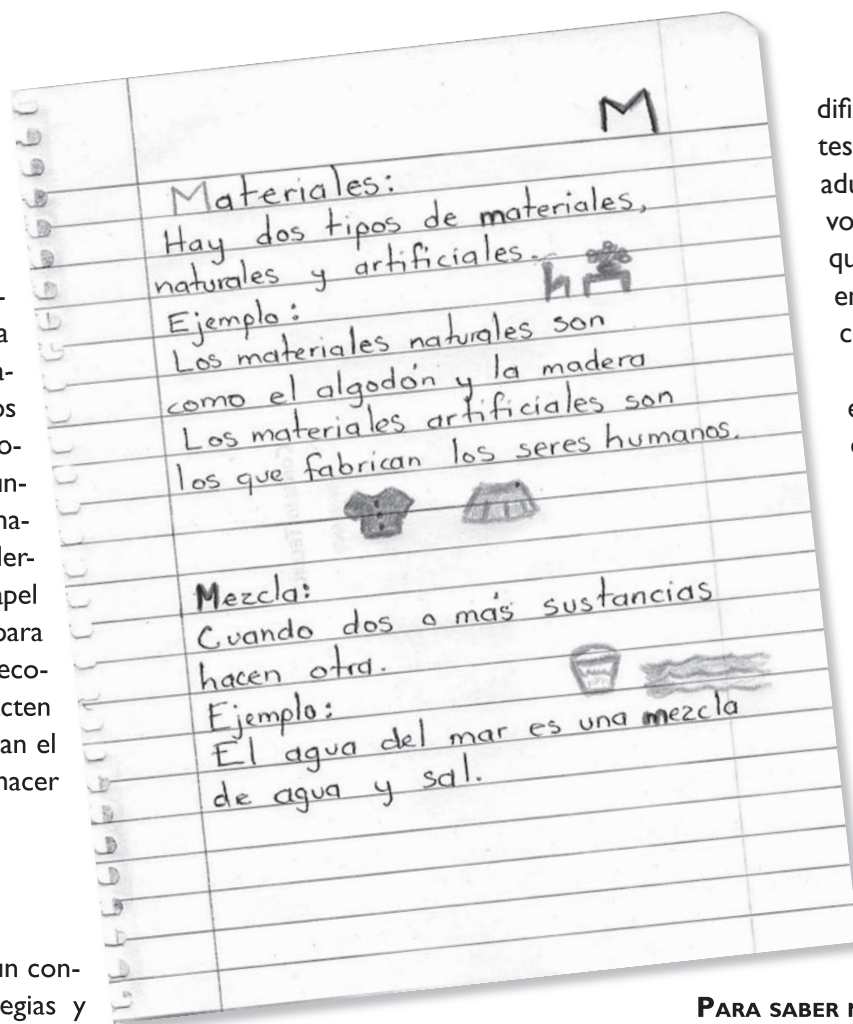 M
Materiales:
Hay dos tipos de materiales,
naturales y artificiales.
Ejemplo:
Los materiales naturales son
como el algodón y la madera
Los materiales artificiales son
los que fabrican los seres humanos.
Mezcla:
Cuando dos o más sustancias
hacen otra.
Ejemplo:
El agua del mar es una mezcla
de agua y sal.
egias y
PARA SABER